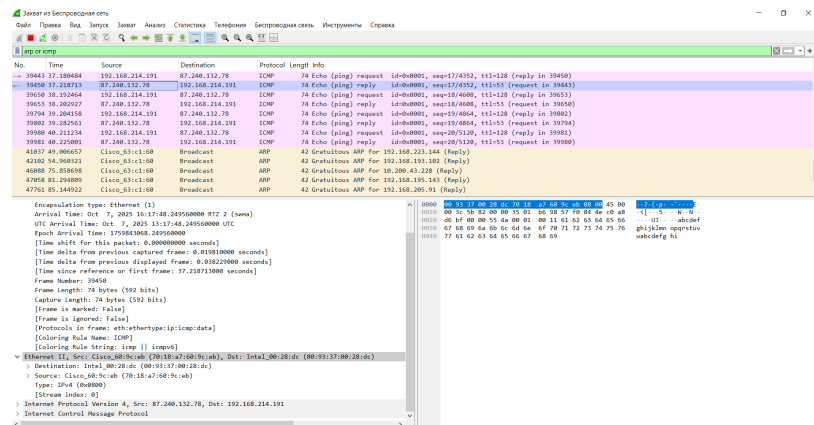 Захват из Беспроводная сеть
Файл Правка Вид Запуск Захват Анализ Статистика Телефония Беспроводная связь Инструменты Справка
arp or icmp
No. Time Source Destination Protocol Length Info
39443 37.180484 192.168.214.191 87.240.132.78 ICMP 74 Echo (ping) request id=0x0001, seq=17/4352, ttl=128 (reply in 39450)
39450 37.218713 87.240.132.78 192.168.214.191 ICMP 74 Echo (ping) reply id=0x0001, seq=17/4352, ttl=53 (request in 39443)
39650 38.192464 192.168.214.191 87.240.132.78 ICMP 74 Echo (ping) request id=0x0001, seq=18/4608, ttl=128 (reply in 39653)
39653 38.202927 87.240.132.78 192.168.214.191 ICMP 74 Echo (ping) reply id=0x0001, seq=18/4608, ttl=53 (request in 39650)
39794 39.204158 192.168.214.191 87.240.132.78 ICMP 74 Echo (ping) request id=0x0001, seq=19/4864, ttl=128 (reply in 39802)
39802 39.282561 87.240.132.78 192.168.214.191 ICMP 74 Echo (ping) reply id=0x0001, seq=19/4864, ttl=53 (request in 39794)
39980 40.211234 192.168.214.191 87.240.132.78 ICMP 74 Echo (ping) request id=0x0001, seq=20/5120, ttl=128 (reply in 39981)
39981 40.225001 87.240.132.78 192.168.214.191 ICMP 74 Echo (ping) reply id=0x0001, seq=20/5120, ttl=53 (request in 39980)
41037 49.006657 Cisco_63:c1:60 Broadcast ARP 42 Gratuitous ARP for 192.168.223.144 (Reply)
42102 54.960321 Cisco_63:c1:60 Broadcast ARP 42 Gratuitous ARP for 192.168.193.102 (Reply)
46088 75.858698 Cisco_63:c1:60 Broadcast ARP 42 Gratuitous ARP for 10.200.43.228 (Reply)
47058 81.294809 Cisco_63:c1:60 Broadcast ARP 42 Gratuitous ARP for 192.168.195.143 (Reply)
47761 85.144922 Cisco_63:c1:60 Broadcast ARP 42 Gratuitous ARP for 192.168.205.91 (Reply)
Encapsulation type: Ethernet (1)
Arrival Time: Oct 7, 2025 16:17:48.249560000 RTZ 2 (зима)
UTC Arrival Time: Oct 7, 2025 13:17:48.249560000 UTC
Epoch Arrival Time: 1759843068.249560000
[Time shift for this packet: 0.000000000 seconds]
[Time delta from previous captured frame: 0.019810000 seconds]
[Time delta from previous displayed frame: 0.038229000 seconds]
[Time since reference or first frame: 37.218713000 seconds]
Frame Number: 39450
Frame Length: 74 bytes (592 bits)
Capture Length: 74 bytes (592 bits)
[Frame is marked: False]
[Frame is ignored: False]
[Protocols in frame: eth:ethertype:ip:icmp:data]
[Coloring Rule Name: ICMP]
[Coloring Rule String: icmp || icmpv6]
Ethernet II, Src: Cisco_60:9c:eb (70:18:a7:60:9c:eb), Dst: Intel_00:28:dc (00:93:37:00:28:dc)
Destination: Intel_00:28:dc (00:93:37:00:28:dc)
Source: Cisco_60:9c:eb (70:18:a7:60:9c:eb)
Type: IPv4 (0x0800)
[Stream index: 0]
Internet Protocol Version 4, Src: 87.240.132.78, Dst: 192.168.214.191
Internet Control Message Protocol
0000 00 93 37 00 28 dc 70 18 a7 60 9c eb 08 00 45 00 ··7·(·p· ·`····E·
0010 00 3c 5b 82 00 00 35 01 b6 98 57 f0 84 4e c0 a8 ·<[···5· ··W··N··
0020 d6 bf 00 00 55 4a 00 01 00 11 61 62 63 64 65 66 ····UJ·· ··abcdef
0030 67 68 69 6a 6b 6c 6d 6e 6f 70 71 72 73 74 75 76 ghijklmn opqrstuv
0040 77 61 62 63 64 65 66 67 68 69 wabcdefg hi